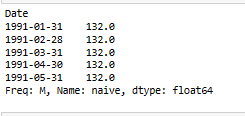 Date
1991-01-31    132.0
1991-02-28    132.0
1991-03-31    132.0
1991-04-30    132.0
1991-05-31    132.0
Freq: M, Name: naive, dtype: float64